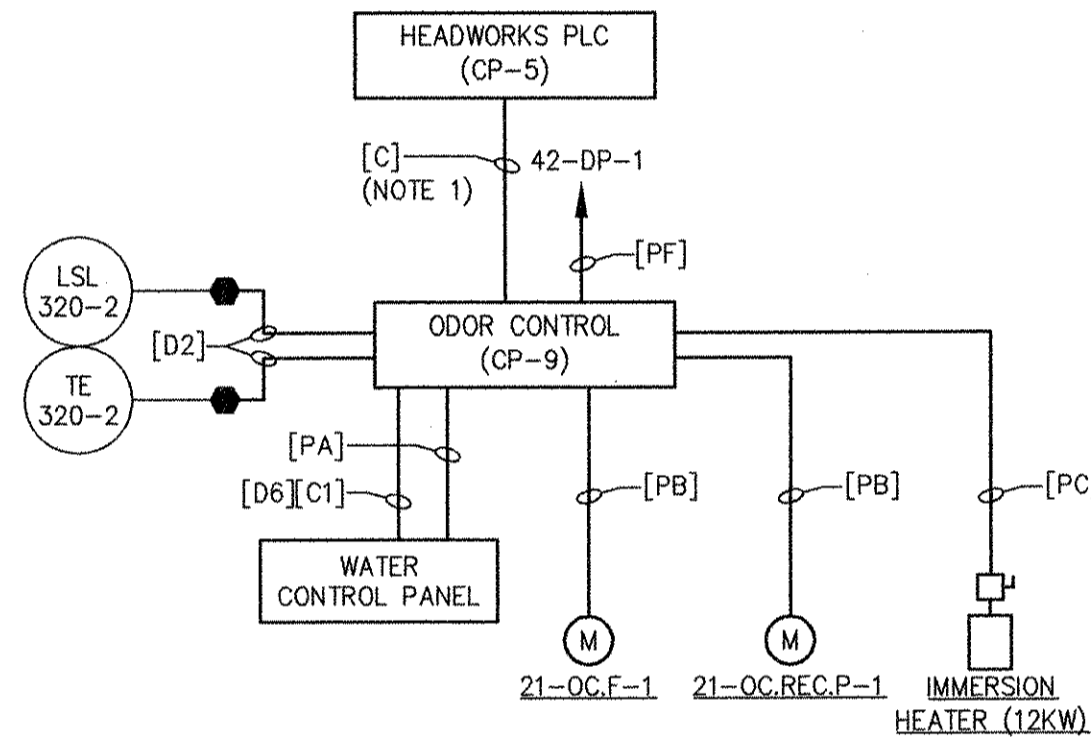 HEADWORKS PLC
(CP-5)
[C]
(NOTE 1)
42-DP-1
[PF]
LSL
320-2
[D2]
TE
320-2
ODOR CONTROL
(CP-9)
[PA]
[D6][C1]
[PB]
[PB]
[PC
WATER
CONTROL PANEL
M
M
21-OC.F-1
21-OC.REC.P-1
IMMERSION
HEATER (12KW)